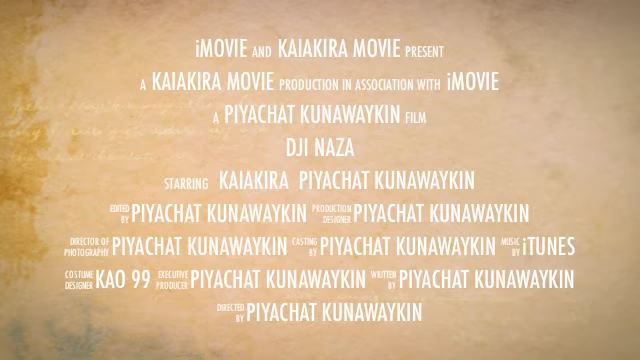 iMOVIE AND KAIAKIRA MOVIE PRESENT
A KAIAKIRA MOVIE PRODUCTION IN ASSOCIATION WITH iMOVIE
A PIYACHAT KUNAWAYKIN FILM
DJI NAZA
STARRING KAIAKIRA PIYACHAT KUNAWAYKIN
EDITED BY PIYACHAT KUNAWAYKIN PRODUCTION DESIGNER PIYACHAT KUNAWAYKIN
DIRECTOR OF PHOTOGRAPHY PIYACHAT KUNAWAYKIN CASTING BY PIYACHAT KUNAWAYKIN MUSIC BY iTUNES
COSTUME DESIGNER KAO 99 EXECUTIVE PRODUCER PIYACHAT KUNAWAYKIN WRITTEN BY PIYACHAT KUNAWAYKIN
DIRECTED BY PIYACHAT KUNAWAYKIN